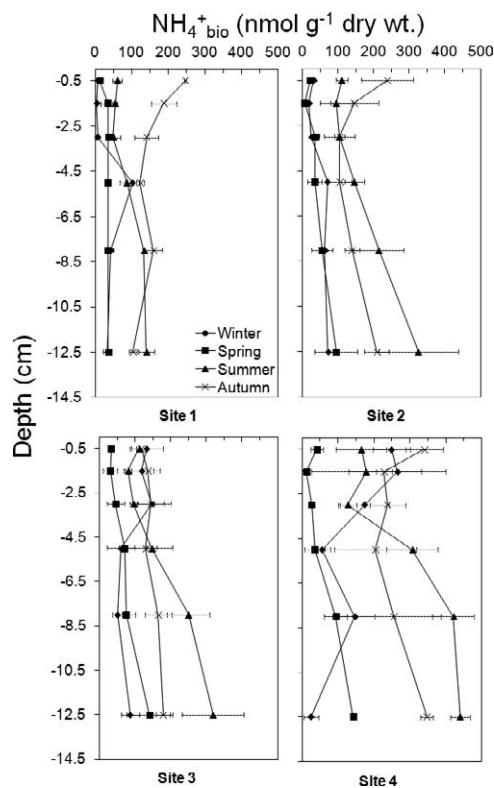 NH₄⁺bio (nmol g⁻¹ dry wt.)
0 100 200 300 400 500
0 100 200 300 400 500
Depth (cm)
-0.5
-2.5
-4.5
-6.5
-8.5
-10.5
-12.5
-14.5
Winter
Spring
Summer
Autumn
Site 1
Site 2
-0.5
-2.5
-4.5
-6.5
-8.5
-10.5
-12.5
-14.5
Site 3
Site 4